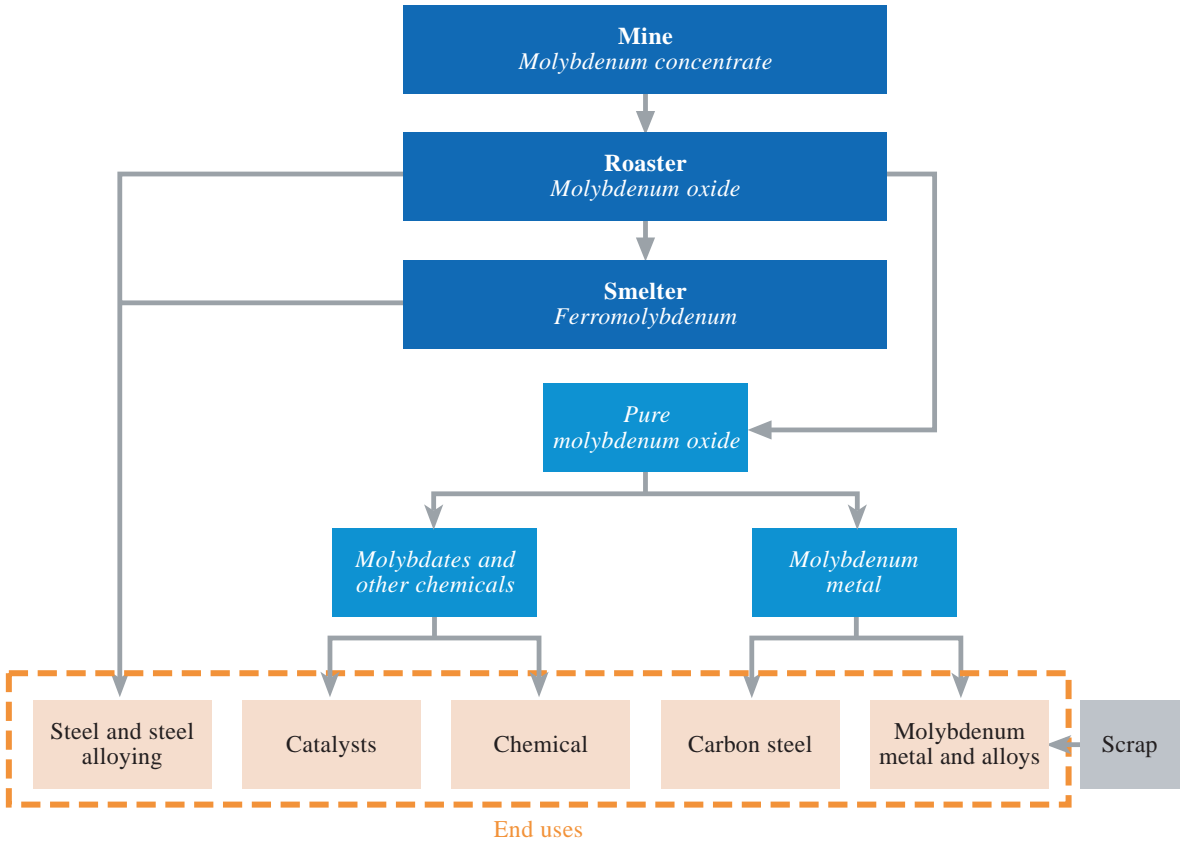 Mine
Molybdenum concentrate
Roaster
Molybdenum oxide
Smelter
Ferromolybdenum
Pure
molybdenum oxide
Molybdates and
other chemicals
Molybdenum
metal
Steel and steel
alloying
Catalysts
Chemical
Carbon steel
Molybdenum
metal and alloys
Scrap
End uses